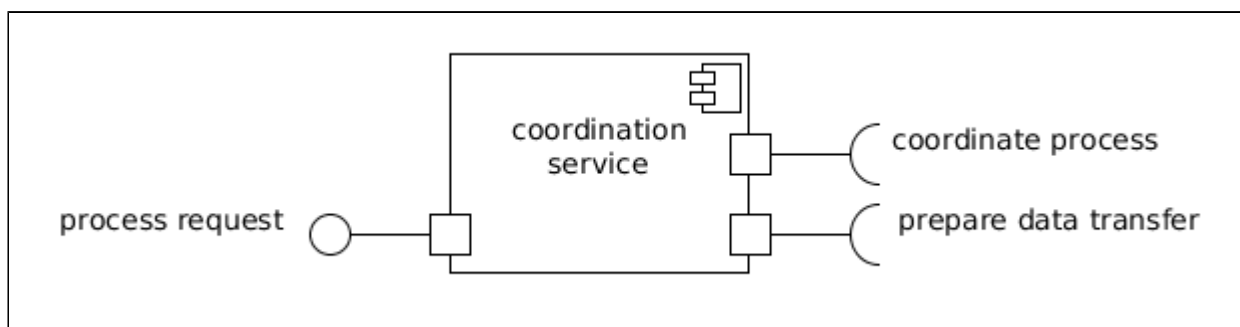 coordination
service
coordinate process
process request
prepare data transfer